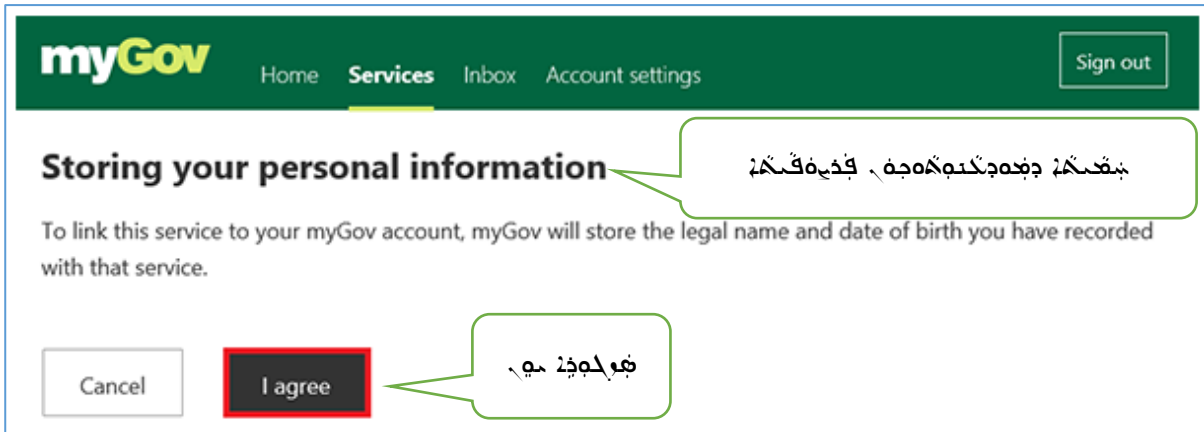 myGov
Home Services Inbox Account settings
Sign out
Storing your personal information
To link this service to your myGov account, myGov will store the legal name and date of birth you have recorded
with that service.
Cancel
I agree